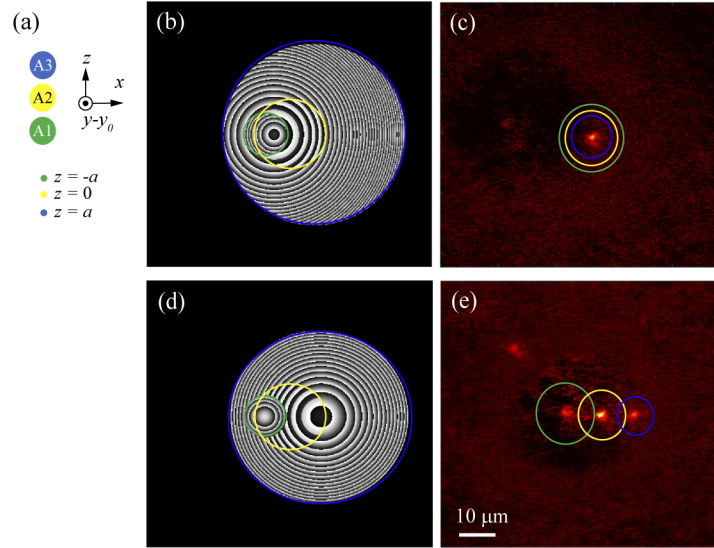 (a)
A3
A2
A1
z
x
y-y0
z = -a
z = 0
z = a
(b)
(c)
(d)
(e)
10 μm